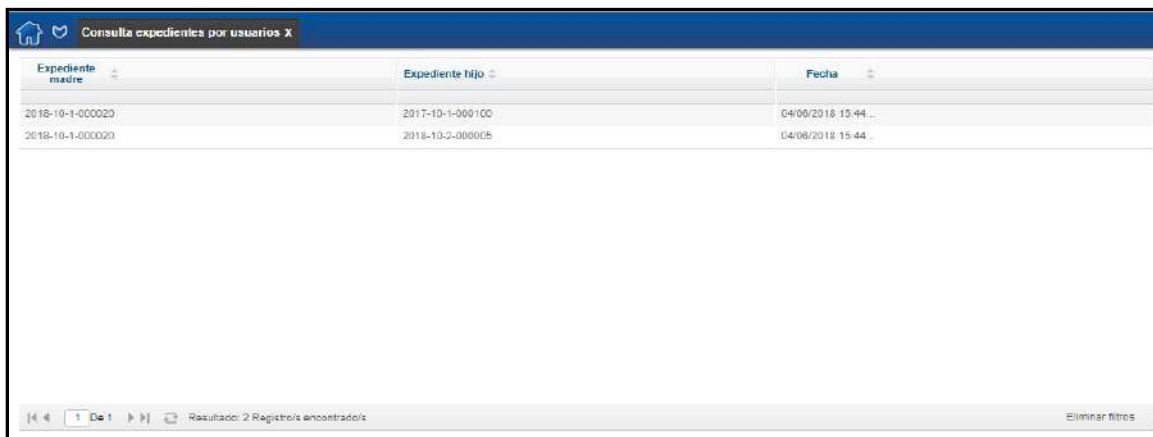 Consulta expedientes por usuarios X
Expediente madre Expediente hijo Fecha
2018-10-1-000020 2017-10-1-000100 04/06/2018 15:44...
2018-10-1-000020 2018-10-2-000005 04/06/2018 15:44...
1 De 1 Resultado: 2 Registro/s encontrado/s Eliminar filtros